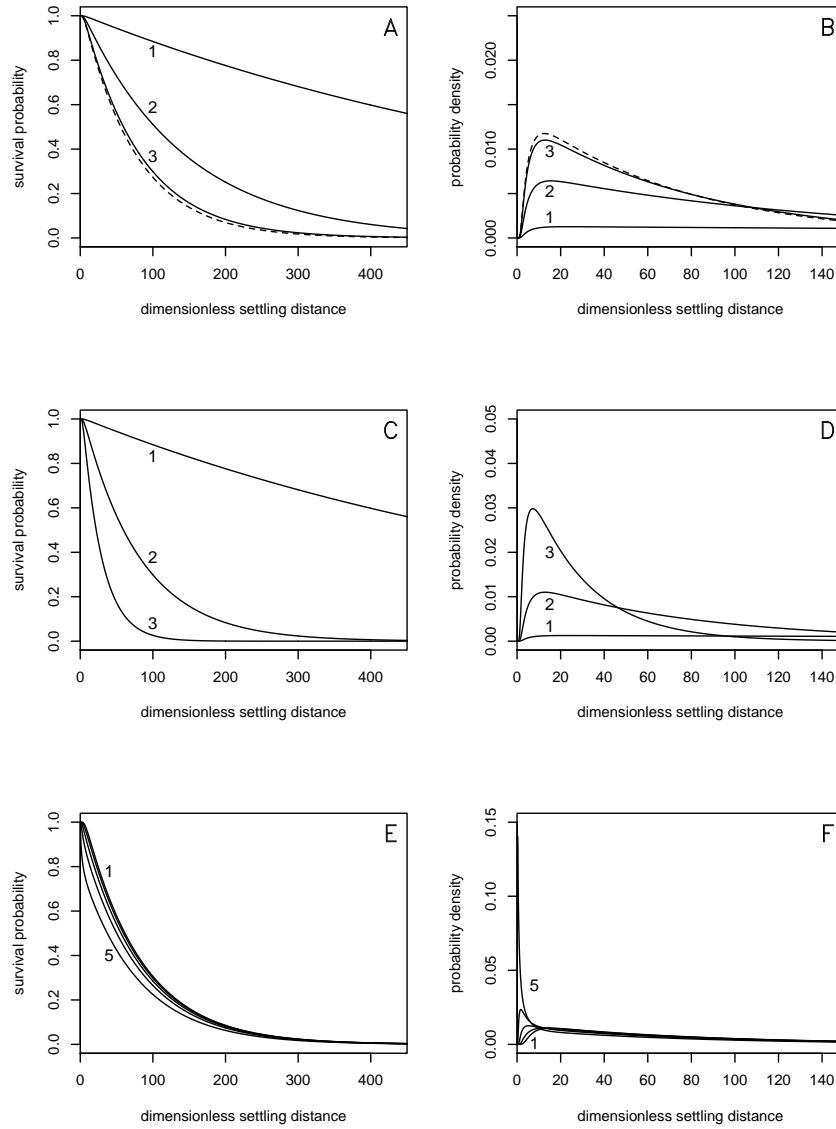 A
survival probability
1.0
0.8
0.6
0.4
0.2
0.0
1
2
3
0 100 200 300 400
dimensionless settling distance
B
probability density
0.020
0.010
0.005
0.000
3
2
1
0 20 40 60 80 100 120 140
dimensionless settling distance
C
survival probability
1.0
0.8
0.6
0.4
0.2
0.0
1
2
3
0 100 200 300 400
dimensionless settling distance
D
probability density
0.05
0.04
0.03
0.02
0.01
0.00
3
2
1
0 20 40 60 80 100 120 140
dimensionless settling distance
E
survival probability
1.0
0.8
0.6
0.4
0.2
0.0
1
5
0 100 200 300 400
dimensionless settling distance
F
probability density
0.15
0.10
0.05
0.00
5
1
0 20 40 60 80 100 120 140
dimensionless settling distance